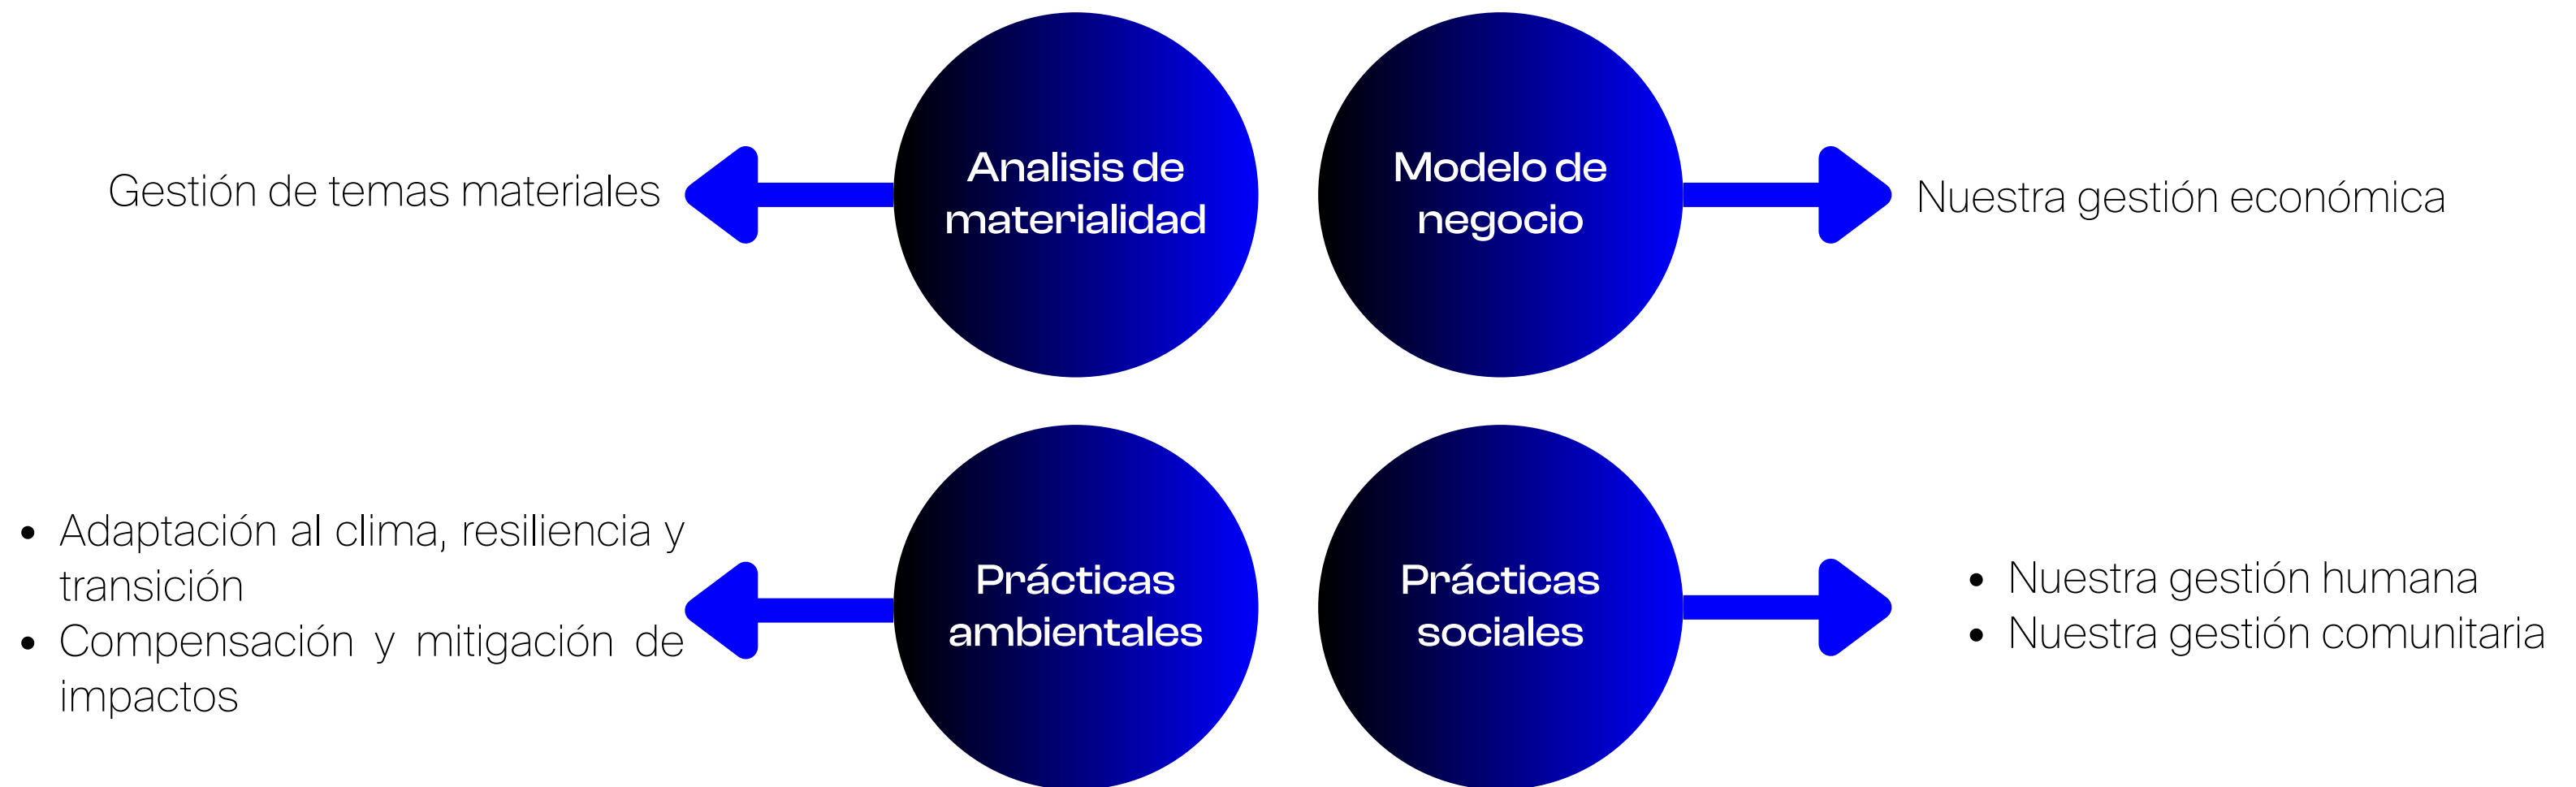 Gestión de temas materiales
Analisis de
materialidad
Modelo de
negocio
Nuestra gestión económica
• Adaptación al clima, resiliencia y
transición
• Compensación y mitigación de
impactos
Prácticas
ambientales
Prácticas
sociales
• Nuestra gestión humana
• Nuestra gestión comunitaria